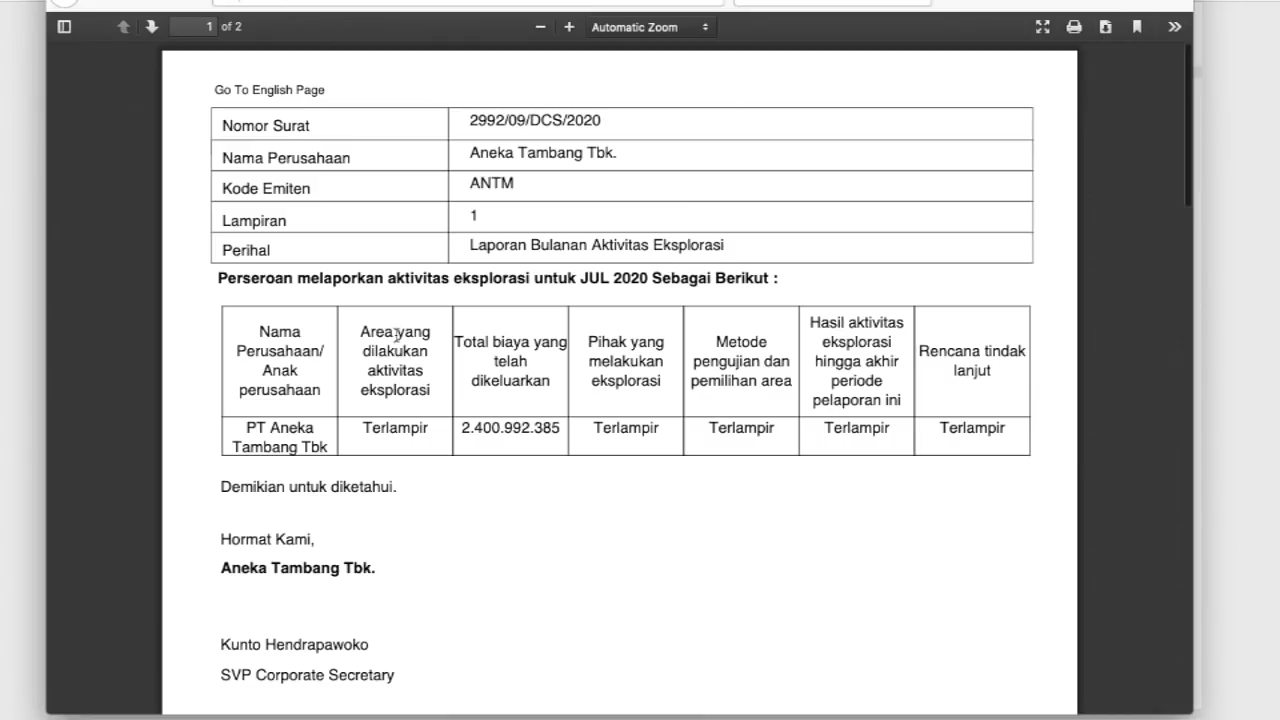 1 of 2
Automatic Zoom
Go To English Page
Nomor Surat 2992/09/DCS/2020
Nama Perusahaan Aneka Tambang Tbk.
Kode Emiten ANTM
Lampiran 1
Perihal Laporan Bulanan Aktivitas Eksplorasi
Perseroan melaporkan aktivitas eksplorasi untuk JUL 2020 Sebagai Berikut :
Nama
Perusahaan/
Anak
perusahaan
Area yang
dilakukan
aktivitas
eksplorasi
Total biaya yang
telah
dikeluarkan
Pihak yang
melakukan
eksplorasi
Metode
pengujian dan
pemilihan area
Hasil aktivitas
eksplorasi
hingga akhir
periode
pelaporan ini
Rencana tindak
lanjut
PT Aneka
Tambang Tbk
Terlampir
2.400.992.385
Terlampir
Terlampir
Terlampir
Terlampir
Demikian untuk diketahui.
Hormat Kami,
Aneka Tambang Tbk.
Kunto Hendrapawoko
SVP Corporate Secretary